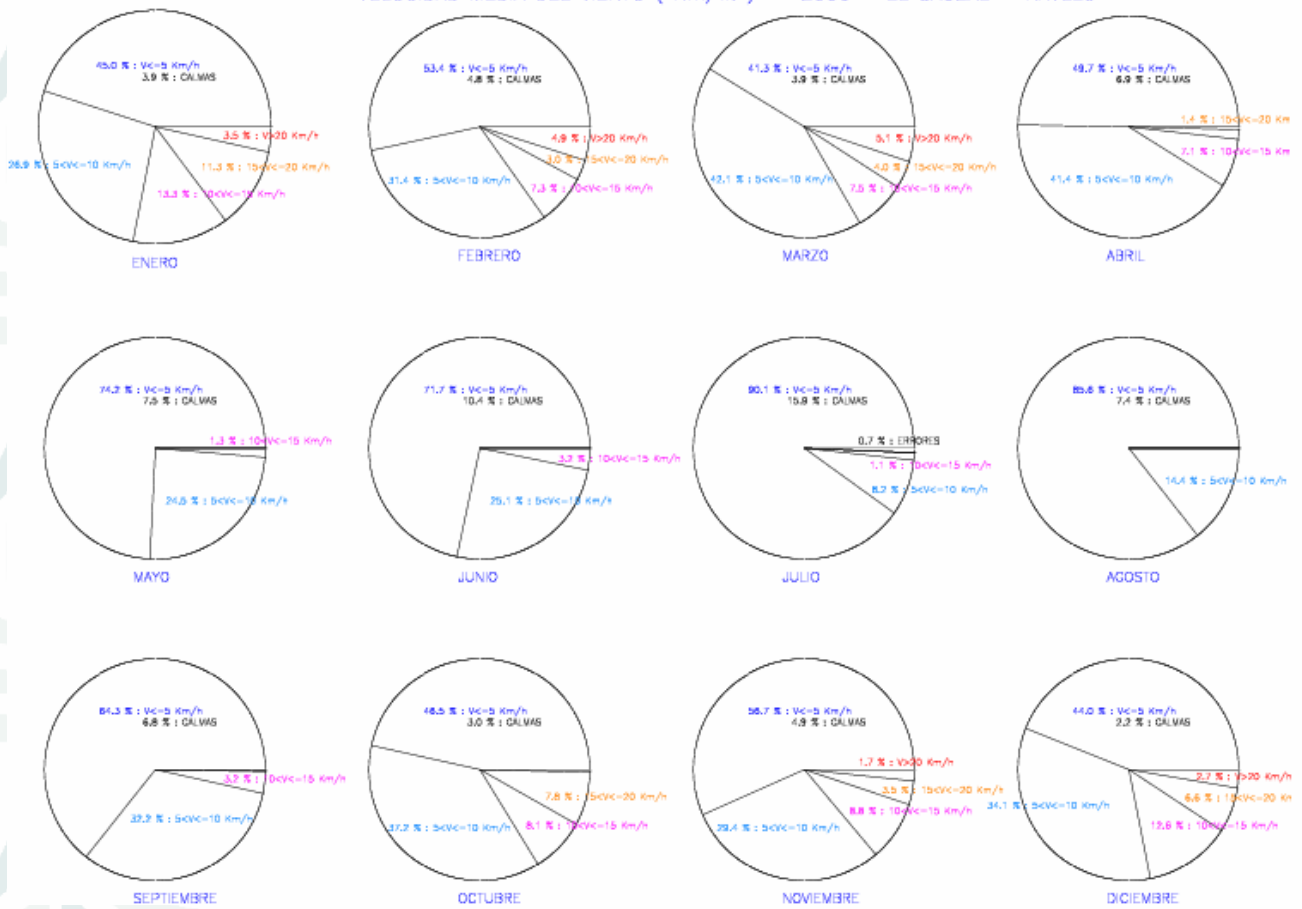 45.0 % : V<=5 Km/h
3.9 % : CALMAS
3.5 % : V>20 Km/h
11.3 % : 15<V<=20 Km/h
13.3 % : 10<V<=15 Km/h
26.9 % : 5<V<=10 Km/h
ENERO
53.4 % : V<=5 Km/h
4.8 % : CALMAS
4.9 % : V>20 Km/h
3.0 % : 15<V<=20 Km/h
7.3 % : 10<V<=15 Km/h
31.4 % : 5<V<=10 Km/h
FEBRERO
41.3 % : V<=5 Km/h
3.9 % : CALMAS
5.1 % : V>20 Km/h
4.0 % : 15<V<=20 Km/h
7.5 % : 10<V<=15 Km/h
42.1 % : 5<V<=10 Km/h
MARZO
49.7 % : V<=5 Km/h
6.9 % : CALMAS
1.4 % : 15<V<=20 Km
7.1 % : 10<V<=15 Km
41.4 % : 5<V<=10 Km/h
ABRIL
74.2 % : V<=5 Km/h
7.5 % : CALMAS
1.3 % : 10<V<=15 Km/h
24.5 % : 5<V<=10 Km/h
MAYO
71.7 % : V<=5 Km/h
10.4 % : CALMAS
3.2 % : 10<V<=15 Km/h
25.1 % : 5<V<=10 Km/h
JUNIO
90.1 % : V<=5 Km/h
15.9 % : CALMAS
0.7 % : ERRORES
1.1 % : 10<V<=15 Km/h
8.2 % : 5<V<=10 Km/h
JULIO
85.6 % : V<=5 Km/h
7.4 % : CALMAS
14.4 % : 5<V<=10 Km/h
AGOSTO
64.3 % : V<=5 Km/h
6.8 % : CALMAS
3.2 % : 10<V<=15 Km/h
32.2 % : 5<V<=10 Km/h
SEPTIEMBRE
46.5 % : V<=5 Km/h
3.0 % : CALMAS
7.8 % : 15<V<=20 Km/h
8.1 % : 10<V<=15 Km/h
37.2 % : 5<V<=10 Km/h
OCTUBRE
56.7 % : V<=5 Km/h
4.9 % : CALMAS
1.7 % : V>20 Km/h
3.5 % : 15<V<=20 Km/h
8.8 % : 10<V<=15 Km/h
29.4 % : 5<V<=10 Km/h
NOVIEMBRE
44.0 % : V<=5 Km/h
2.2 % : CALMAS
2.7 % : V>20 Km/h
6.6 % : 15<V<=20 Km
12.6 % : 10<V<=15 Km/h
34.1 % : 5<V<=10 Km/h
DICIEMBRE